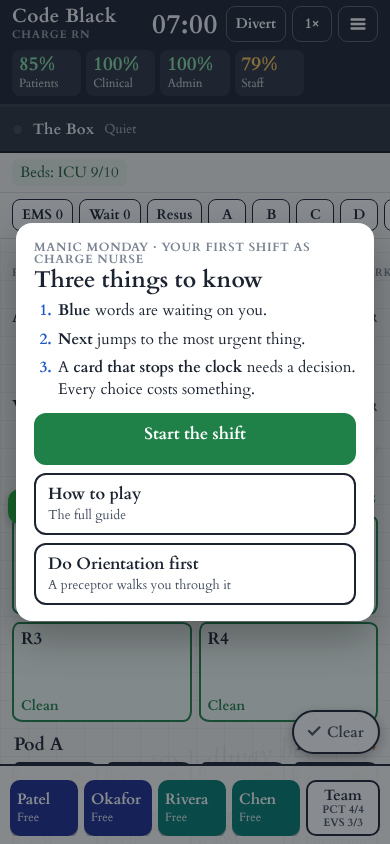 Code Black
CHARGE RN
07:00
Divert
1×
85%
Patients
100%
Clinical
100%
Admin
79%
Staff
The Box Quiet
Beds: ICU 9/10
EMS 0
Wait 0
Resus
A
B
C
D
MANIC MONDAY · YOUR FIRST SHIFT AS
CHARGE NURSE
Three things to know
1. Blue words are waiting on you.
2. Next jumps to the most urgent thing.
3. A card that stops the clock needs a decision.
Every choice costs something.
Start the shift
How to play
The full guide
Do Orientation first
A preceptor walks you through it
R3
Clean
R4
Clean
✓ Clear
Pod A
Patel
Free
Okafor
Free
Rivera
Free
Chen
Free
Team
PCT 4/4
EVS 3/3